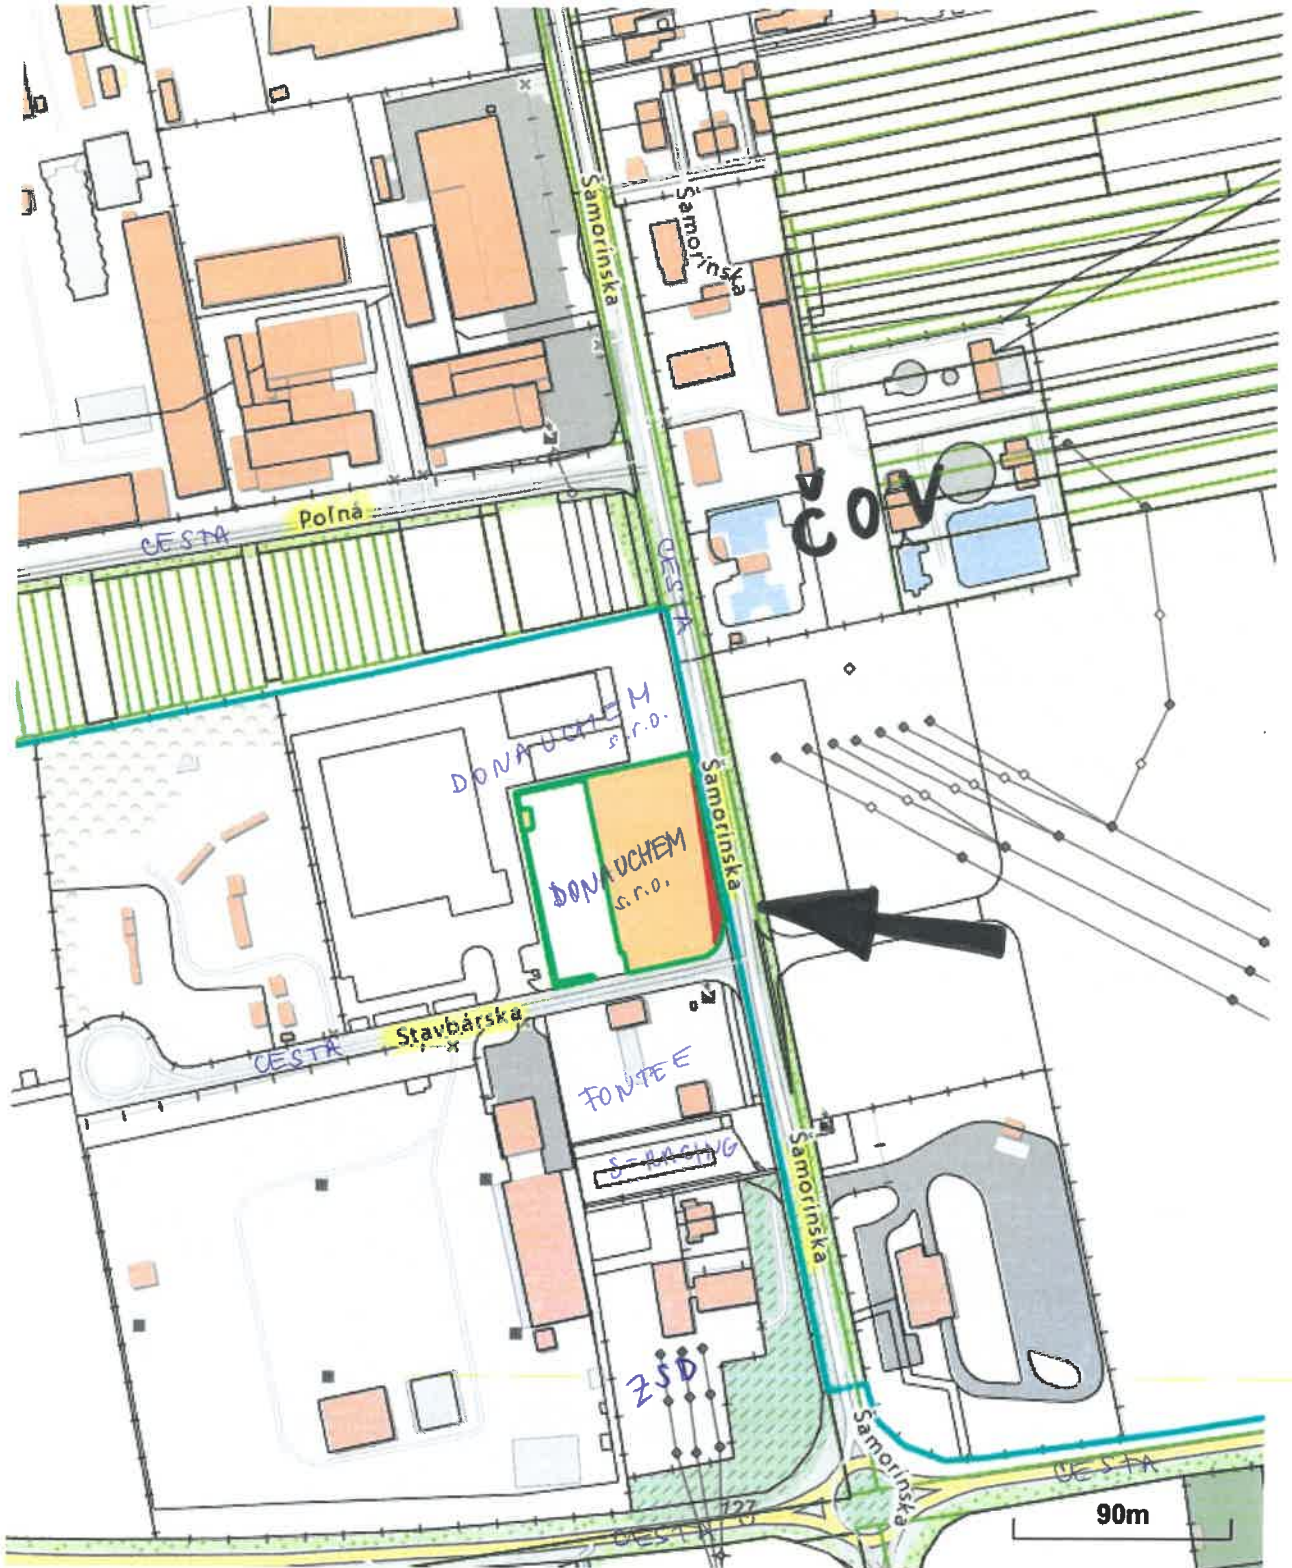 Šamorínska
Šamorínska
Poľná
CESTA
ČOV
CESTA
DONAUCHEM
s.r.o.
Šamorínska
DONAUCHEM
s.r.o.
Stavbárska
CESTA
FONTEE
S-RACING
Šamorínska
ZSD
Šamorínska
CESTA
127
CESTA
90m